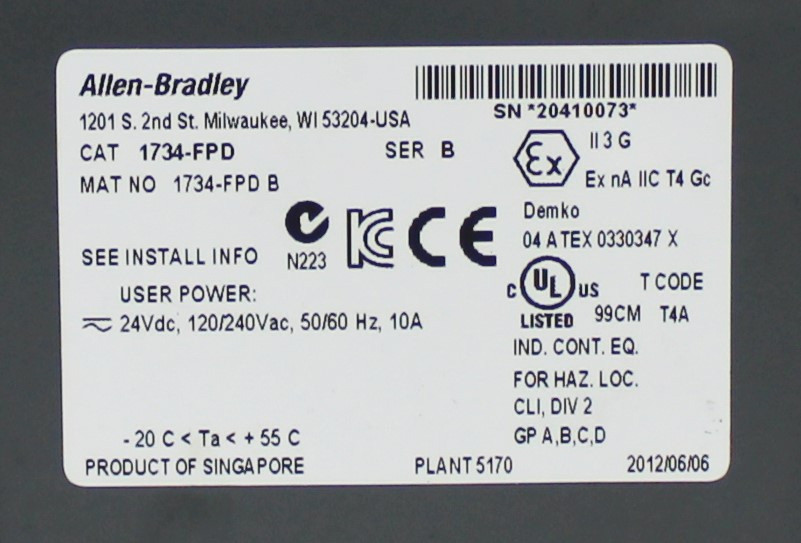 Allen-Bradley
1201 S. 2nd St. Milwaukee, WI 53204-USA
SN *20410073*
CAT 1734-FPD SER B
MAT NO 1734-FPD B
Ex II 3 G
Ex nA IIC T4 Gc
Demko
04 ATEX 0330347 X
SEE INSTALL INFO
N223
KC CE
USER POWER:
24Vdc, 120/240Vac, 50/60 Hz, 10A
C UL US T CODE
LISTED 99CM T4A
IND. CONT. EQ.
FOR HAZ. LOC.
CLI, DIV 2
GP A,B,C,D
- 20 C < Ta < + 55 C
PRODUCT OF SINGAPORE PLANT 5170 2012/06/06